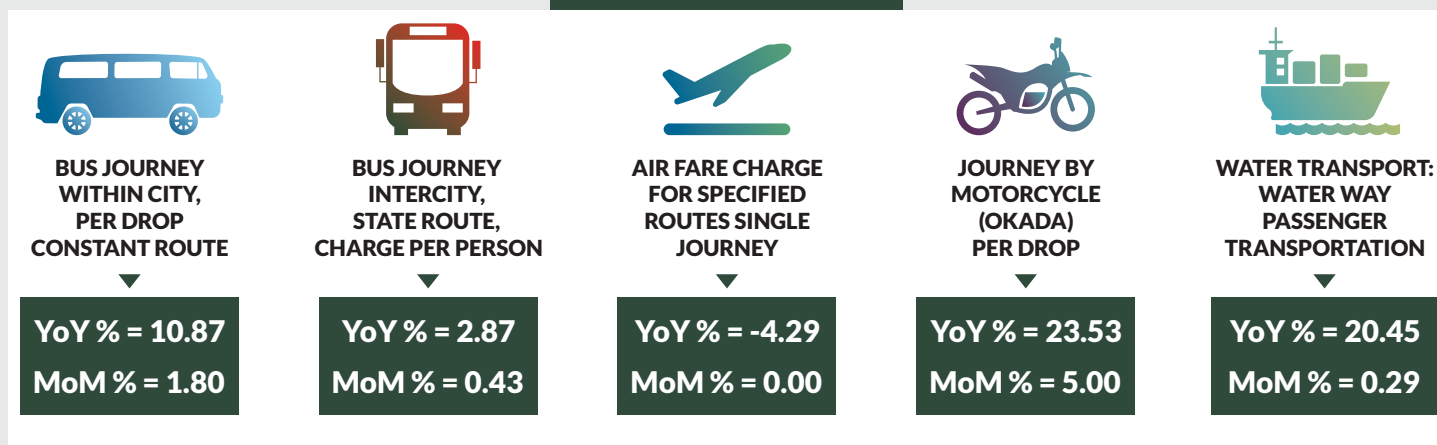 BUS JOURNEY
WITHIN CITY,
PER DROP
CONSTANT ROUTE
YoY % = 10.87
MoM % = 1.80
BUS JOURNEY
INTERCITY,
STATE ROUTE,
CHARGE PER PERSON
YoY % = 2.87
MoM % = 0.43
AIR FARE CHARGE
FOR SPECIFIED
ROUTES SINGLE
JOURNEY
YoY % = -4.29
MoM % = 0.00
JOURNEY BY
MOTORCYCLE
(OKADA)
PER DROP
YoY % = 23.53
MoM % = 5.00
WATER TRANSPORT:
WATER WAY
PASSENGER
TRANSPORTATION
YoY % = 20.45
MoM % = 0.29